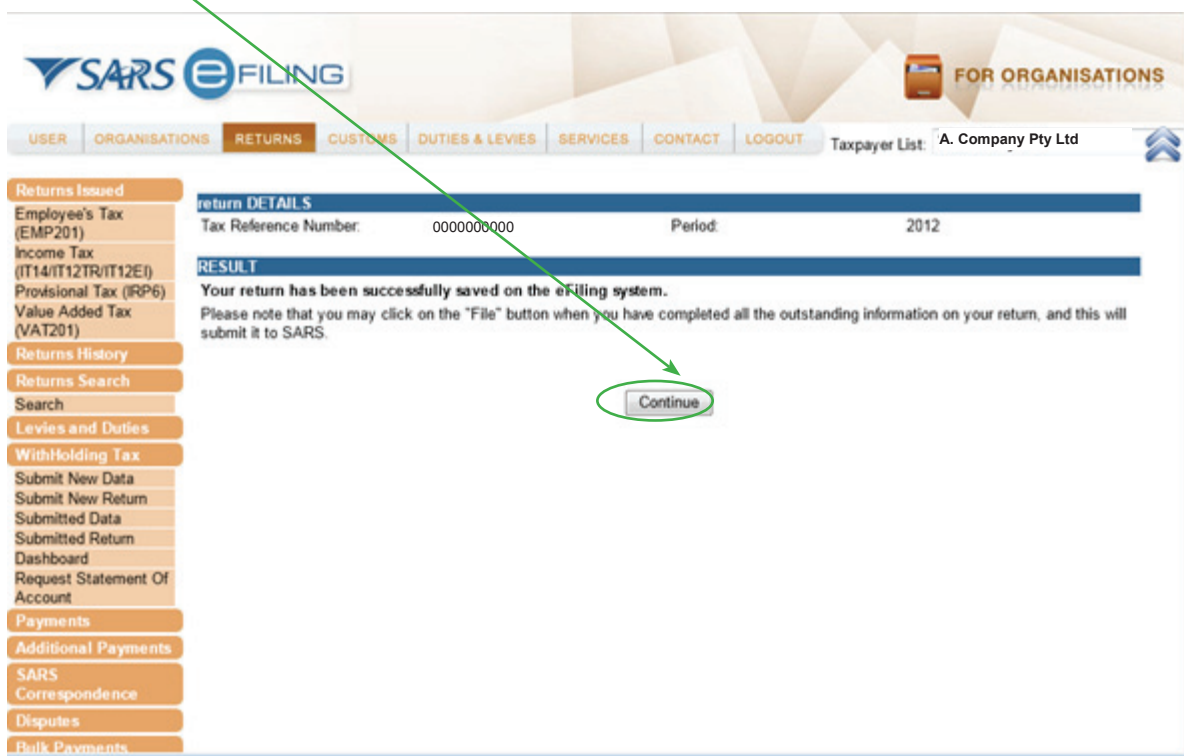 SARS eFILING
FOR ORGANISATIONS
USER ORGANISATIONS RETURNS CUSTOMS DUTIES & LEVIES SERVICES CONTACT LOGOUT Taxpayer List: A. Company Pty Ltd
Returns Issued
Employee's Tax
(EMP201)
Income Tax
(IT14/IT12TR/IT12EI)
Provisional Tax (IRP6)
Value Added Tax
(VAT201)
Returns History
Returns Search
Search
Levies and Duties
WithHolding Tax
Submit New Data
Submit New Return
Submitted Data
Submitted Return
Dashboard
Request Statement Of
Account
Payments
Additional Payments
SARS
Correspondence
Disputes
Bulk Payments
return DETAILS
Tax Reference Number: 0000000000 Period: 2012
RESULT
Your return has been successfully saved on the eFiling system.
Please note that you may click on the "File" button when you have completed all the outstanding information on your return, and this will
submit it to SARS.
Continue